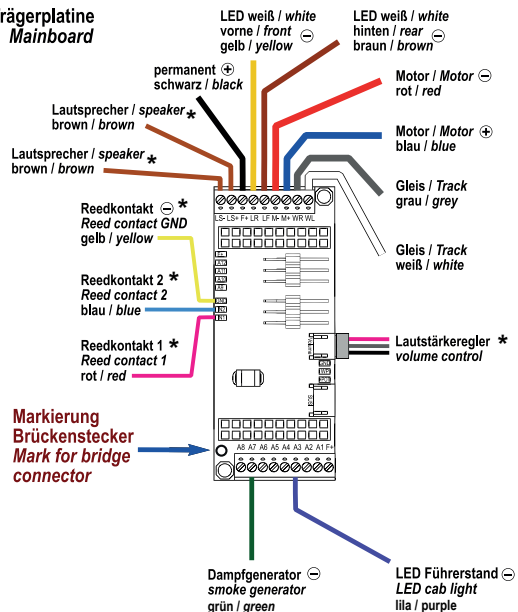 rägerplatine
Mainboard
LED weiß / white
vorne / front
gelb / yellow ⊖
LED weiß / white
hinten / rear
braun / brown ⊖
permanent ⊕
schwarz / black
Motor / Motor ⊖
rot / red
Lautsprecher / speaker *
brown / brown
Motor / Motor ⊕
blau / blue
Lautsprecher / speaker *
brown / brown
Gleis / Track
grau / grey
LS- LS+ F+ LR LF M- M+ WR WL
Reedkontakt ⊖ *
Reed contact GND
gelb / yellow
Gleis / Track
weiß / white
Reedkontakt 2 *
Reed contact 2
blau / blue
Reedkontakt 1 *
Reed contact 1
rot / red
Lautstärkeregler *
volume control
SUSI
Markierung
Brückenstecker
Mark for bridge
connector
A8 A7 A6 A5 A4 A3 A2 A1 F+
Dampfgenerator ⊖
smoke generator
grün / green
LED Führerstand ⊖
LED cab light
lila / purple